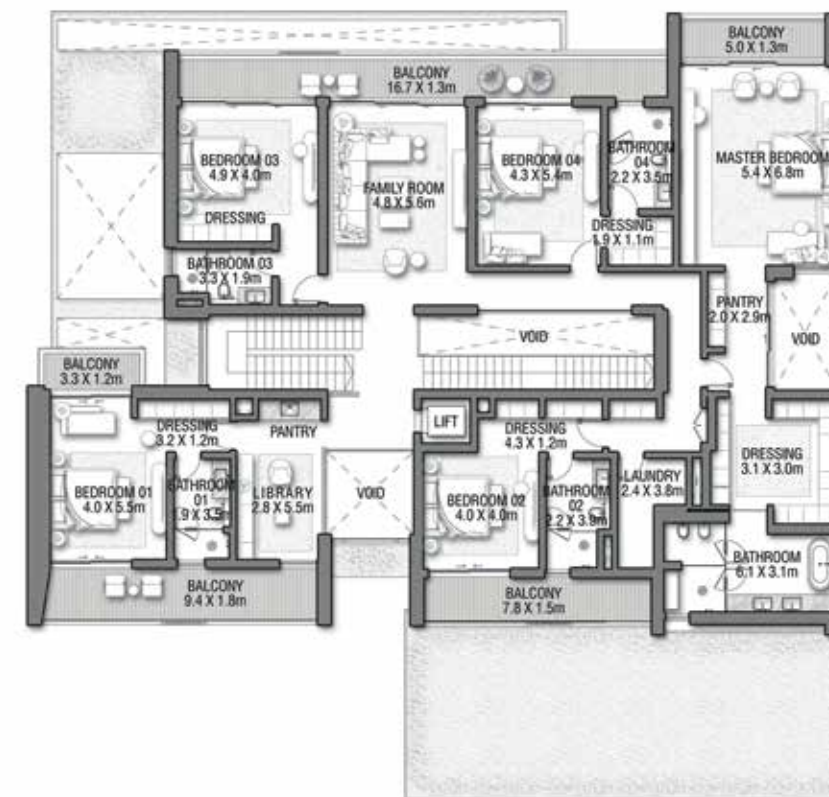 BALCONY
5.0 X 1.3m
BALCONY
16.7 X 1.3m
BEDROOM 03
4.9 X 4.0m
DRESSING
FAMILY ROOM
4.8 X 5.6m
BEDROOM 04
4.3 X 5.4m
BATHROOM
04
2.2 X 3.5m
MASTER BEDROOM
5.4 X 6.8m
DRESSING
1.9 X 1.1m
BATHROOM 03
3.3 X 1.9m
PANTRY
2.0 X 2.9m
VOID
VOID
BALCONY
3.3 X 1.2m
DRESSING
3.2 X 1.2m
PANTRY
LIFT
DRESSING
4.3 X 1.2m
DRESSING
3.1 X 3.0m
BEDROOM 01
4.0 X 5.5m
BATHROOM
01
1.9 X 3.5
LIBRARY
2.8 X 5.5m
VOID
BEDROOM 02
4.0 X 4.0m
BATHROOM
02
2.2 X 3.9m
LAUNDRY
2.4 X 3.8m
BATHROOM
6.1 X 3.1m
BALCONY
9.4 X 1.8m
BALCONY
7.8 X 1.5m